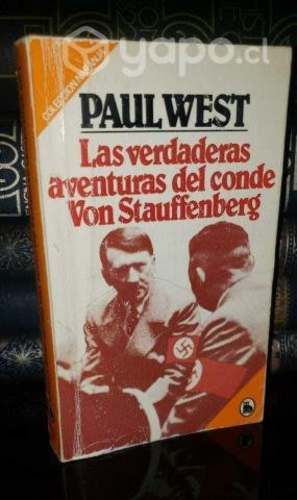 yapo.cl
PAUL WEST
Las verdaderas
aventuras del conde
Von Stauffenberg